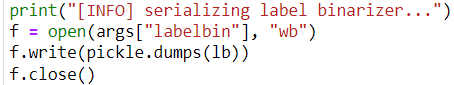 print("[INFO] serializing label binarizer...")
f = open(args["labelbin"], "wb")
f.write(pickle.dumps(lb))
f.close()